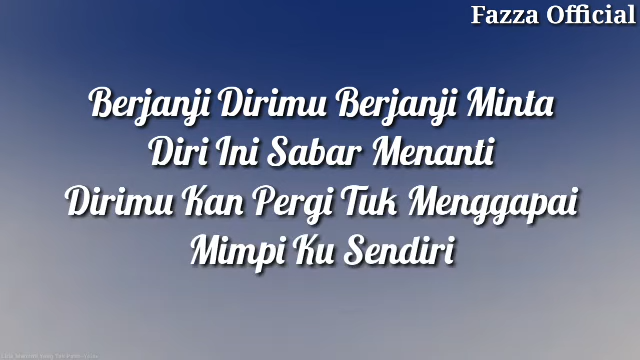 Fazza Official
Berjanji Dirimu Berjanji Minta
Diri Ini Sabar Menanti
Dirimu Kan Pergi Tuk Menggapai
Mimpi Ku Sendiri